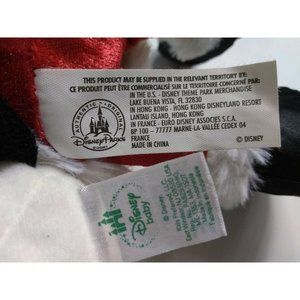 THIS PRODUCT MAY BE SUPPLIED IN THE RELEVANT TERRITORY BY:
CE PRODUIT PEUT ÊTRE COMMERCIALISÉ SUR LE TERRITOIRE CONCERNÉ PAR:
IN THE U.S. - DISNEY THEME PARK MERCHANDISE
LAKE BUENA VISTA, FL 32830
IN HONG KONG - HONG KONG DISNEYLAND RESORT
LANTAU ISLAND, HONG KONG
IN FRANCE - EURO DISNEY ASSOCIES S.C.A.
BP 100 - 77777 MARNE-LA-VALLÉE CEDEX 04
FRANCE
MADE IN CHINA
© DISNEY
AUTHENTIC ORIGINAL
Disney Parks
Disney
baby
© Disney